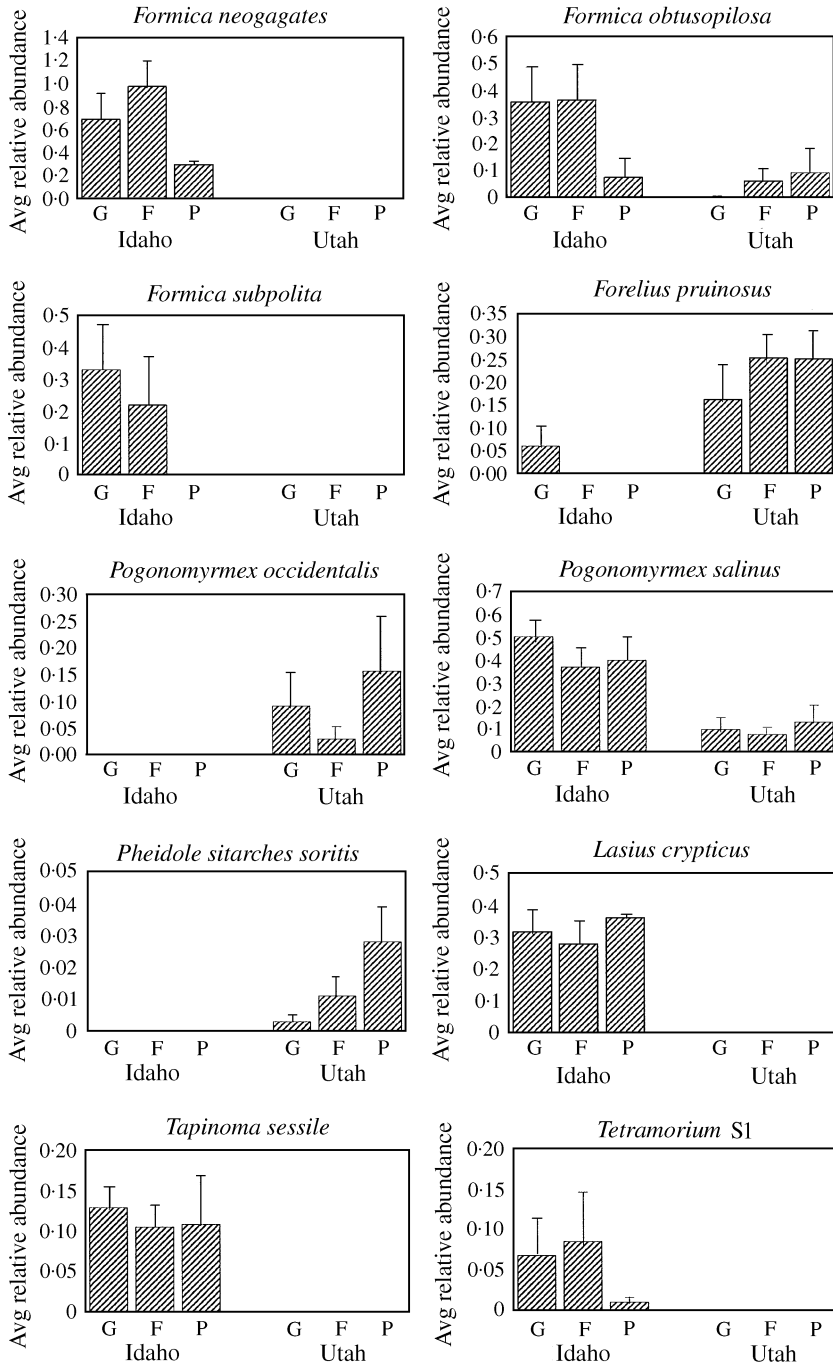 Formica neogagates
Avg relative abundance
1·4
1·2
1·0
0·8
0·6
0·4
0·2
0·0
G F P G F P
Idaho Utah
Formica obtusopilosa
Avg relative abundance
0·6
0·5
0·4
0·3
0·2
0·1
0
G F P G F P
Idaho Utah
Formica subpolita
Avg relative abundance
0·5
0·4
0·3
0·2
0·1
0
G F P G F P
Idaho Utah
Forelius pruinosus
Avg relative abundance
0·35
0·30
0·25
0·20
0·15
0·10
0·05
0·00
G F P G F P
Idaho Utah
Pogonomyrmex occidentalis
Avg relative abundance
0·30
0·25
0·20
0·15
0·10
0·05
0·00
G F P G F P
Idaho Utah
Pogonomyrmex salinus
Avg relative abundance
0·7
0·6
0·5
0·4
0·3
0·2
0·1
0
G F P G F P
Idaho Utah
Pheidole sitarches soritis
Avg relative abundance
0·05
0·04
0·03
0·02
0·01
0
G F P G F P
Idaho Utah
Lasius crypticus
Avg relative abundance
0·5
0·4
0·3
0·2
0·1
0
G F P G F P
Idaho Utah
Tapinoma sessile
Avg relative abundance
0·20
0·15
0·10
0·05
0
G F P G F P
Idaho Utah
Tetramorium S1
Avg relative abundance
0·20
0·15
0·10
0·05
0
G F P G F P
Idaho Utah